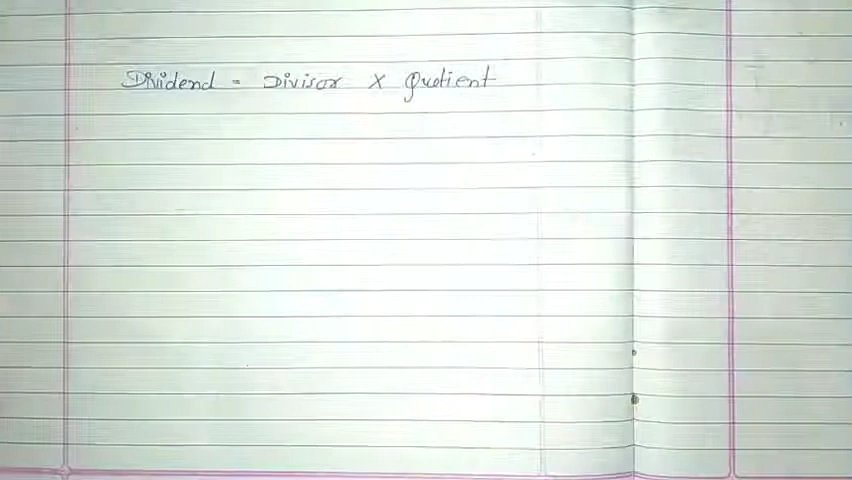 Dividend = Divisor × Quotient